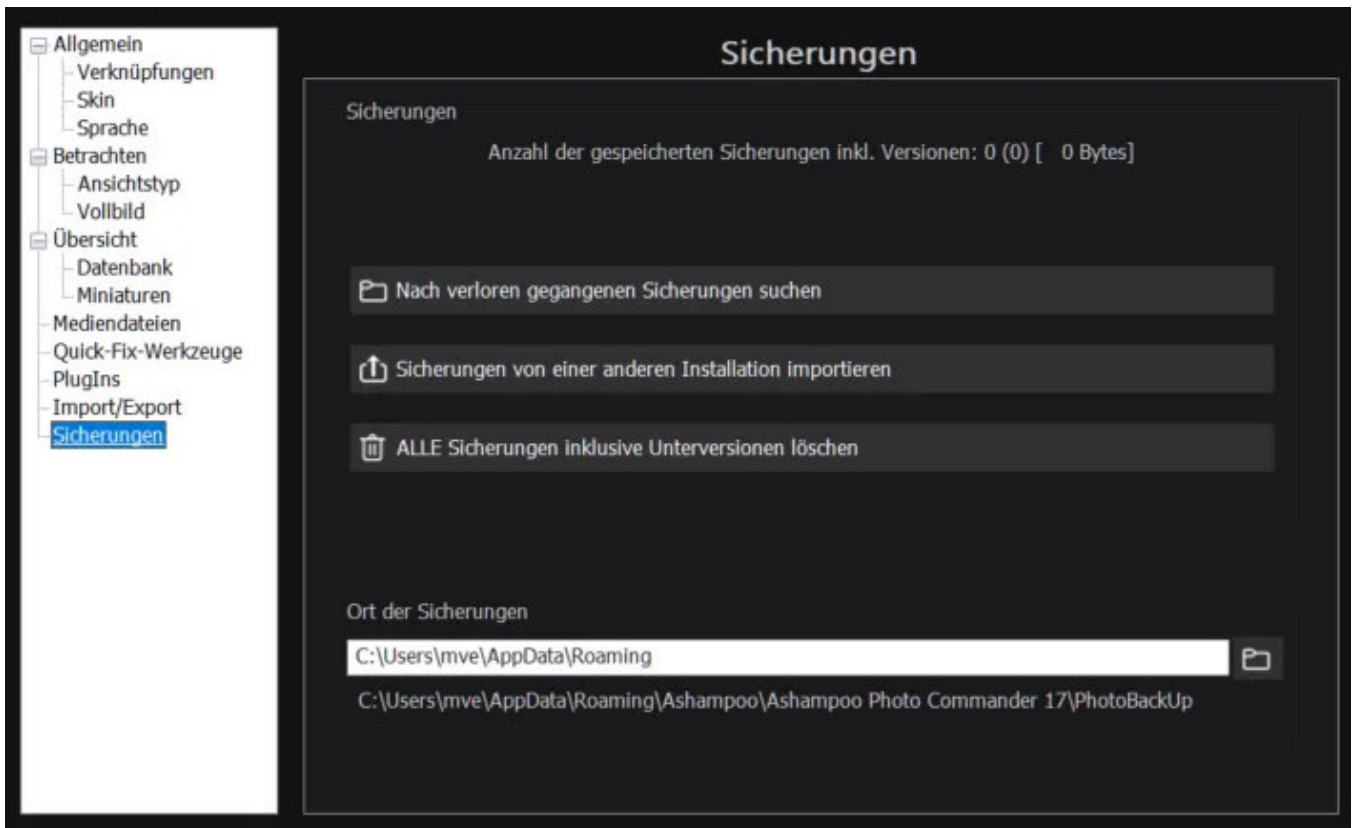 Allgemein
Verknüpfungen
Skin
Sprache
Betrachten
Ansichtstyp
Vollbild
Übersicht
Datenbank
Miniaturen
Mediendateien
Quick-Fix-Werkzeuge
PlugIns
Import/Export
Sicherungen
Sicherungen
Sicherungen
Anzahl der gespeicherten Sicherungen inkl. Versionen: 0 (0) [ 0 Bytes]
Nach verloren gegangenen Sicherungen suchen
Sicherungen von einer anderen Installation importieren
ALLE Sicherungen inklusive Unterversionen löschen
Ort der Sicherungen
C:\Users\mve\AppData\Roaming
C:\Users\mve\AppData\Roaming\Ashampoo\Ashampoo Photo Commander 17\PhotoBackUp